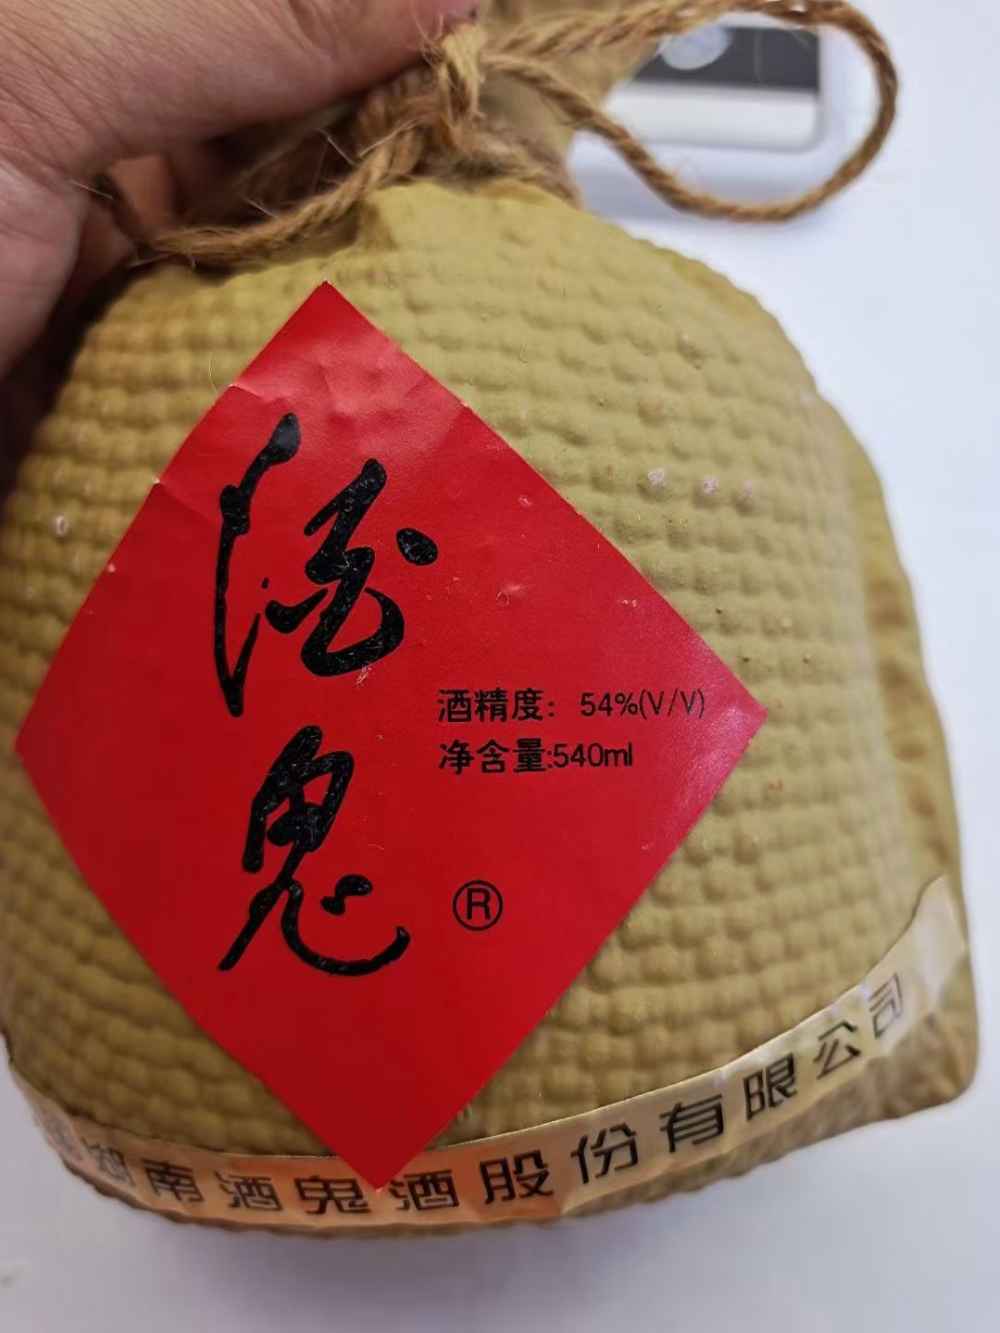 酒
鬼
酒精度：54%(V/V)
净含量:540ml
®
湖南酒鬼酒股份有限公司